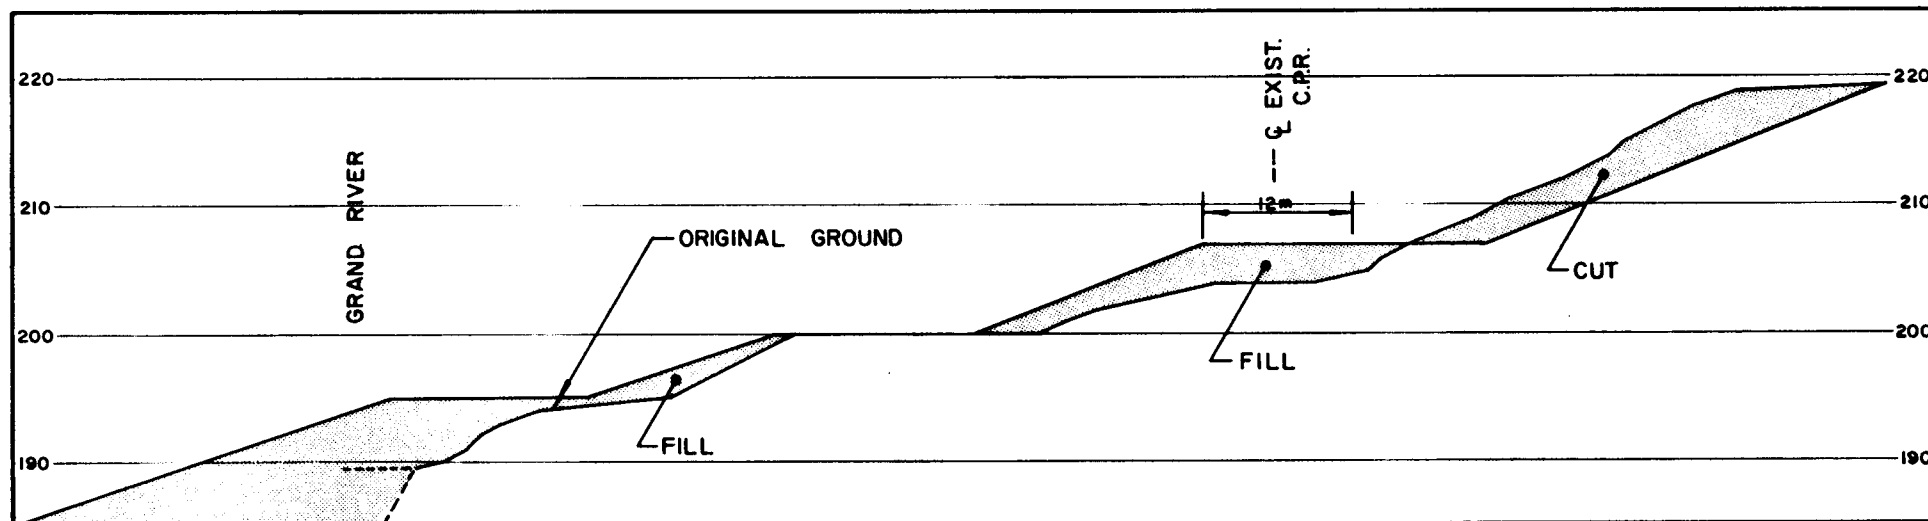 220
220
℄ EXIST.
C.P.R.
GRAND RIVER
210
12m
210
ORIGINAL GROUND
CUT
200
200
FILL
FILL
190
190